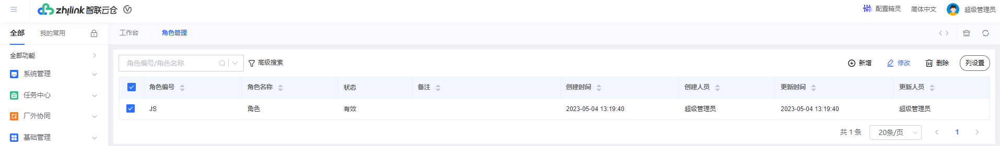 zhilink 智联云仓
配置精灵 简体中文 超级管理员
全部 我的常用 工作台 角色管理
全部功能
系统管理
任务中心
厂外协同
基础管理
角色编号/角色名称 高级搜索 新增 修改 删除 列设置
角色编号 角色名称 状态 备注 创建时间 创建人员 更新时间 更新人员
JS 角色 有效 2023-05-04 13:19:40 超级管理员 2023-05-04 13:19:40 超级管理员
共 1 条 20条/页 1